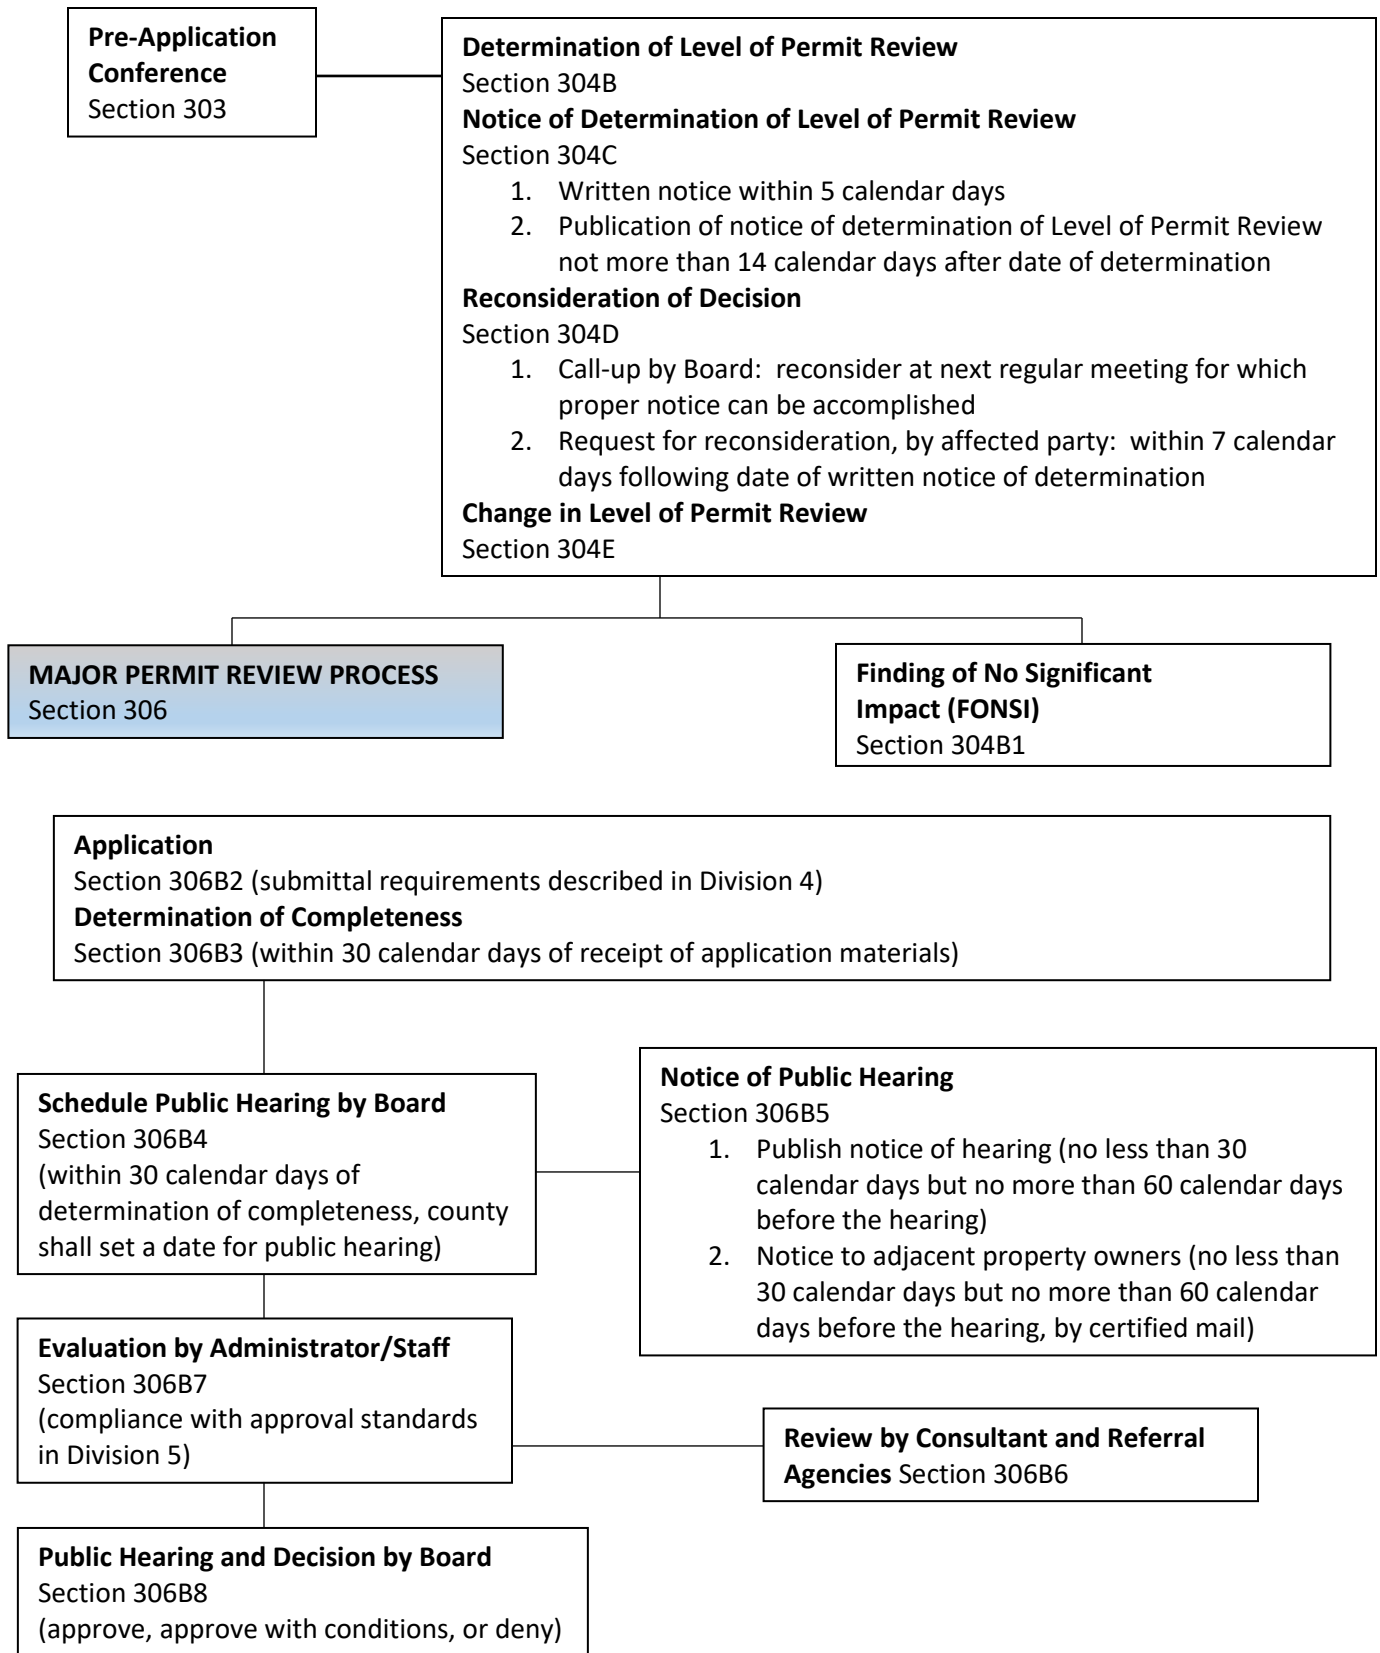 Pre-Application
Conference
Section 303
Determination of Level of Permit Review
Section 304B
Notice of Determination of Level of Permit Review
Section 304C
1. Written notice within 5 calendar days
2. Publication of notice of determination of Level of Permit Review
not more than 14 calendar days after date of determination
Reconsideration of Decision
Section 304D
1. Call-up by Board: reconsider at next regular meeting for which
proper notice can be accomplished
2. Request for reconsideration, by affected party: within 7 calendar
days following date of written notice of determination
Change in Level of Permit Review
Section 304E
MAJOR PERMIT REVIEW PROCESS
Section 306
Finding of No Significant
Impact (FONSI)
Section 304B1
Application
Section 306B2 (submittal requirements described in Division 4)
Determination of Completeness
Section 306B3 (within 30 calendar days of receipt of application materials)
Schedule Public Hearing by Board
Section 306B4
(within 30 calendar days of
determination of completeness, county
shall set a date for public hearing)
Notice of Public Hearing
Section 306B5
1. Publish notice of hearing (no less than 30
calendar days but no more than 60 calendar days
before the hearing)
2. Notice to adjacent property owners (no less than
30 calendar days but no more than 60 calendar
days before the hearing, by certified mail)
Evaluation by Administrator/Staff
Section 306B7
(compliance with approval standards
in Division 5)
Review by Consultant and Referral
Agencies Section 306B6
Public Hearing and Decision by Board
Section 306B8
(approve, approve with conditions, or deny)